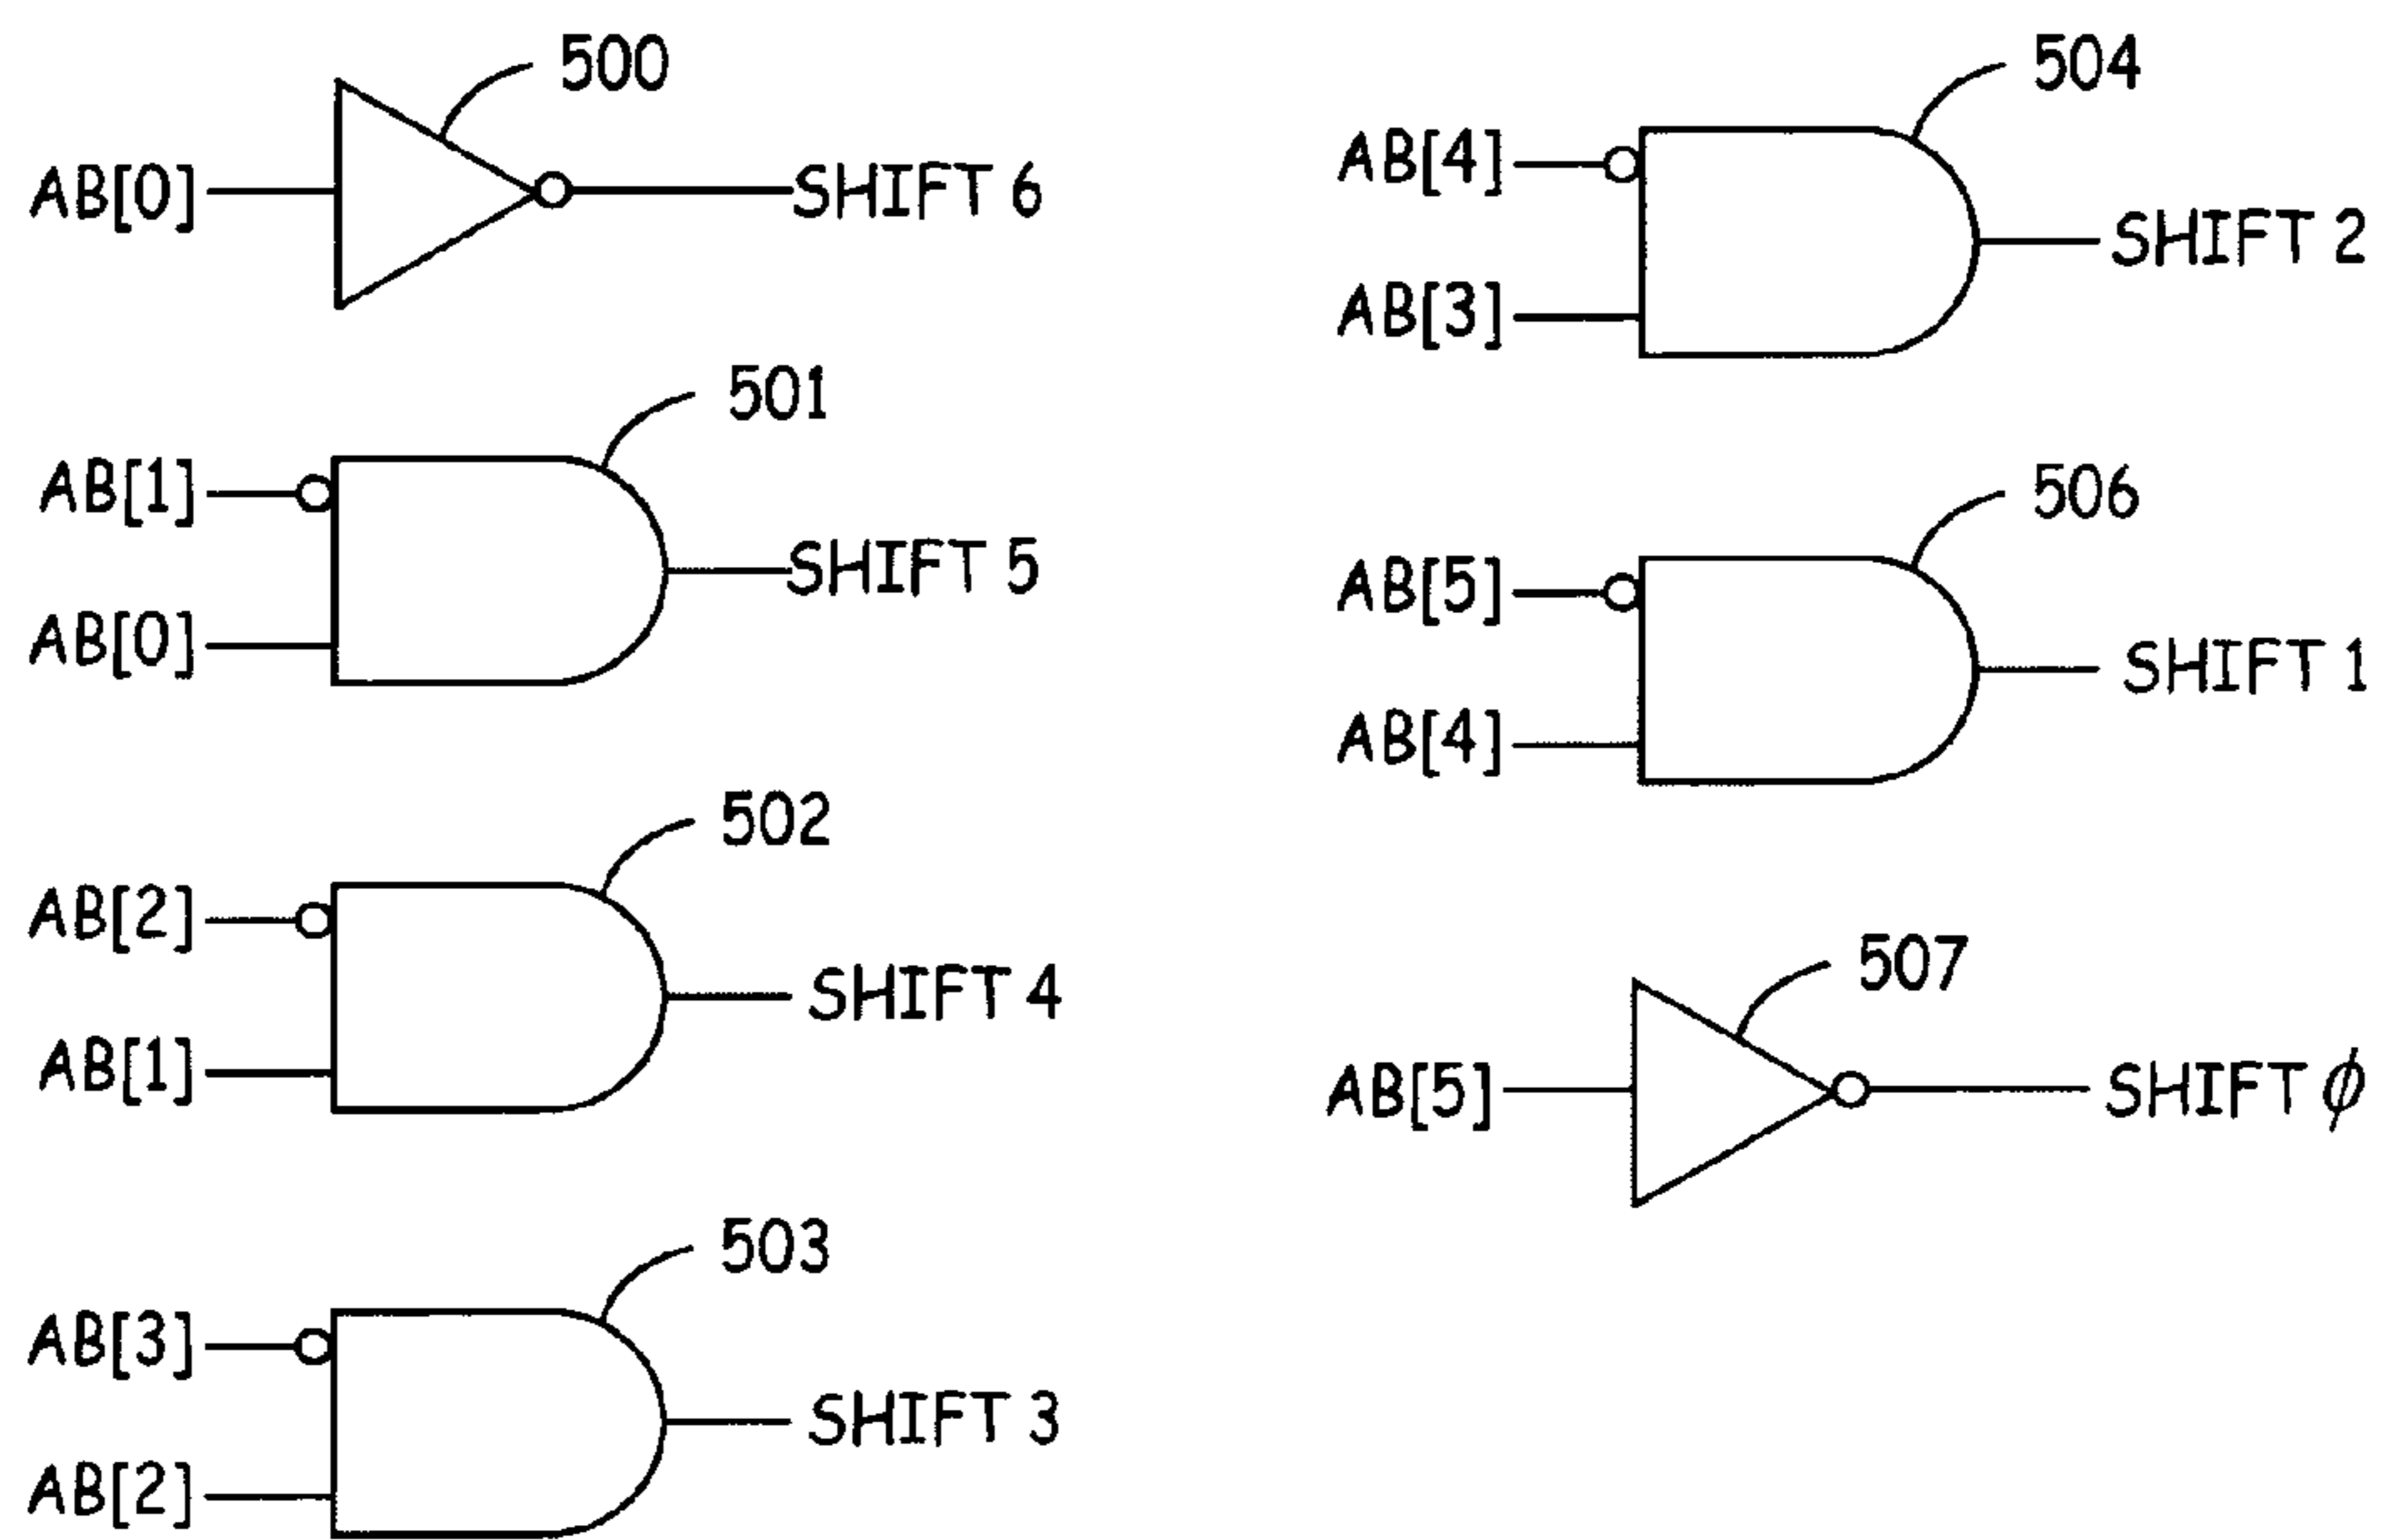 500
AB[0] SHIFT 6
501
AB[1]
SHIFT 5
AB[0]
502
AB[2]
SHIFT 4
AB[1]
503
AB[3]
SHIFT 3
AB[2]
504
AB[4]
SHIFT 2
AB[3]
506
AB[5]
SHIFT 1
AB[4]
507
AB[5] SHIFT ϕ